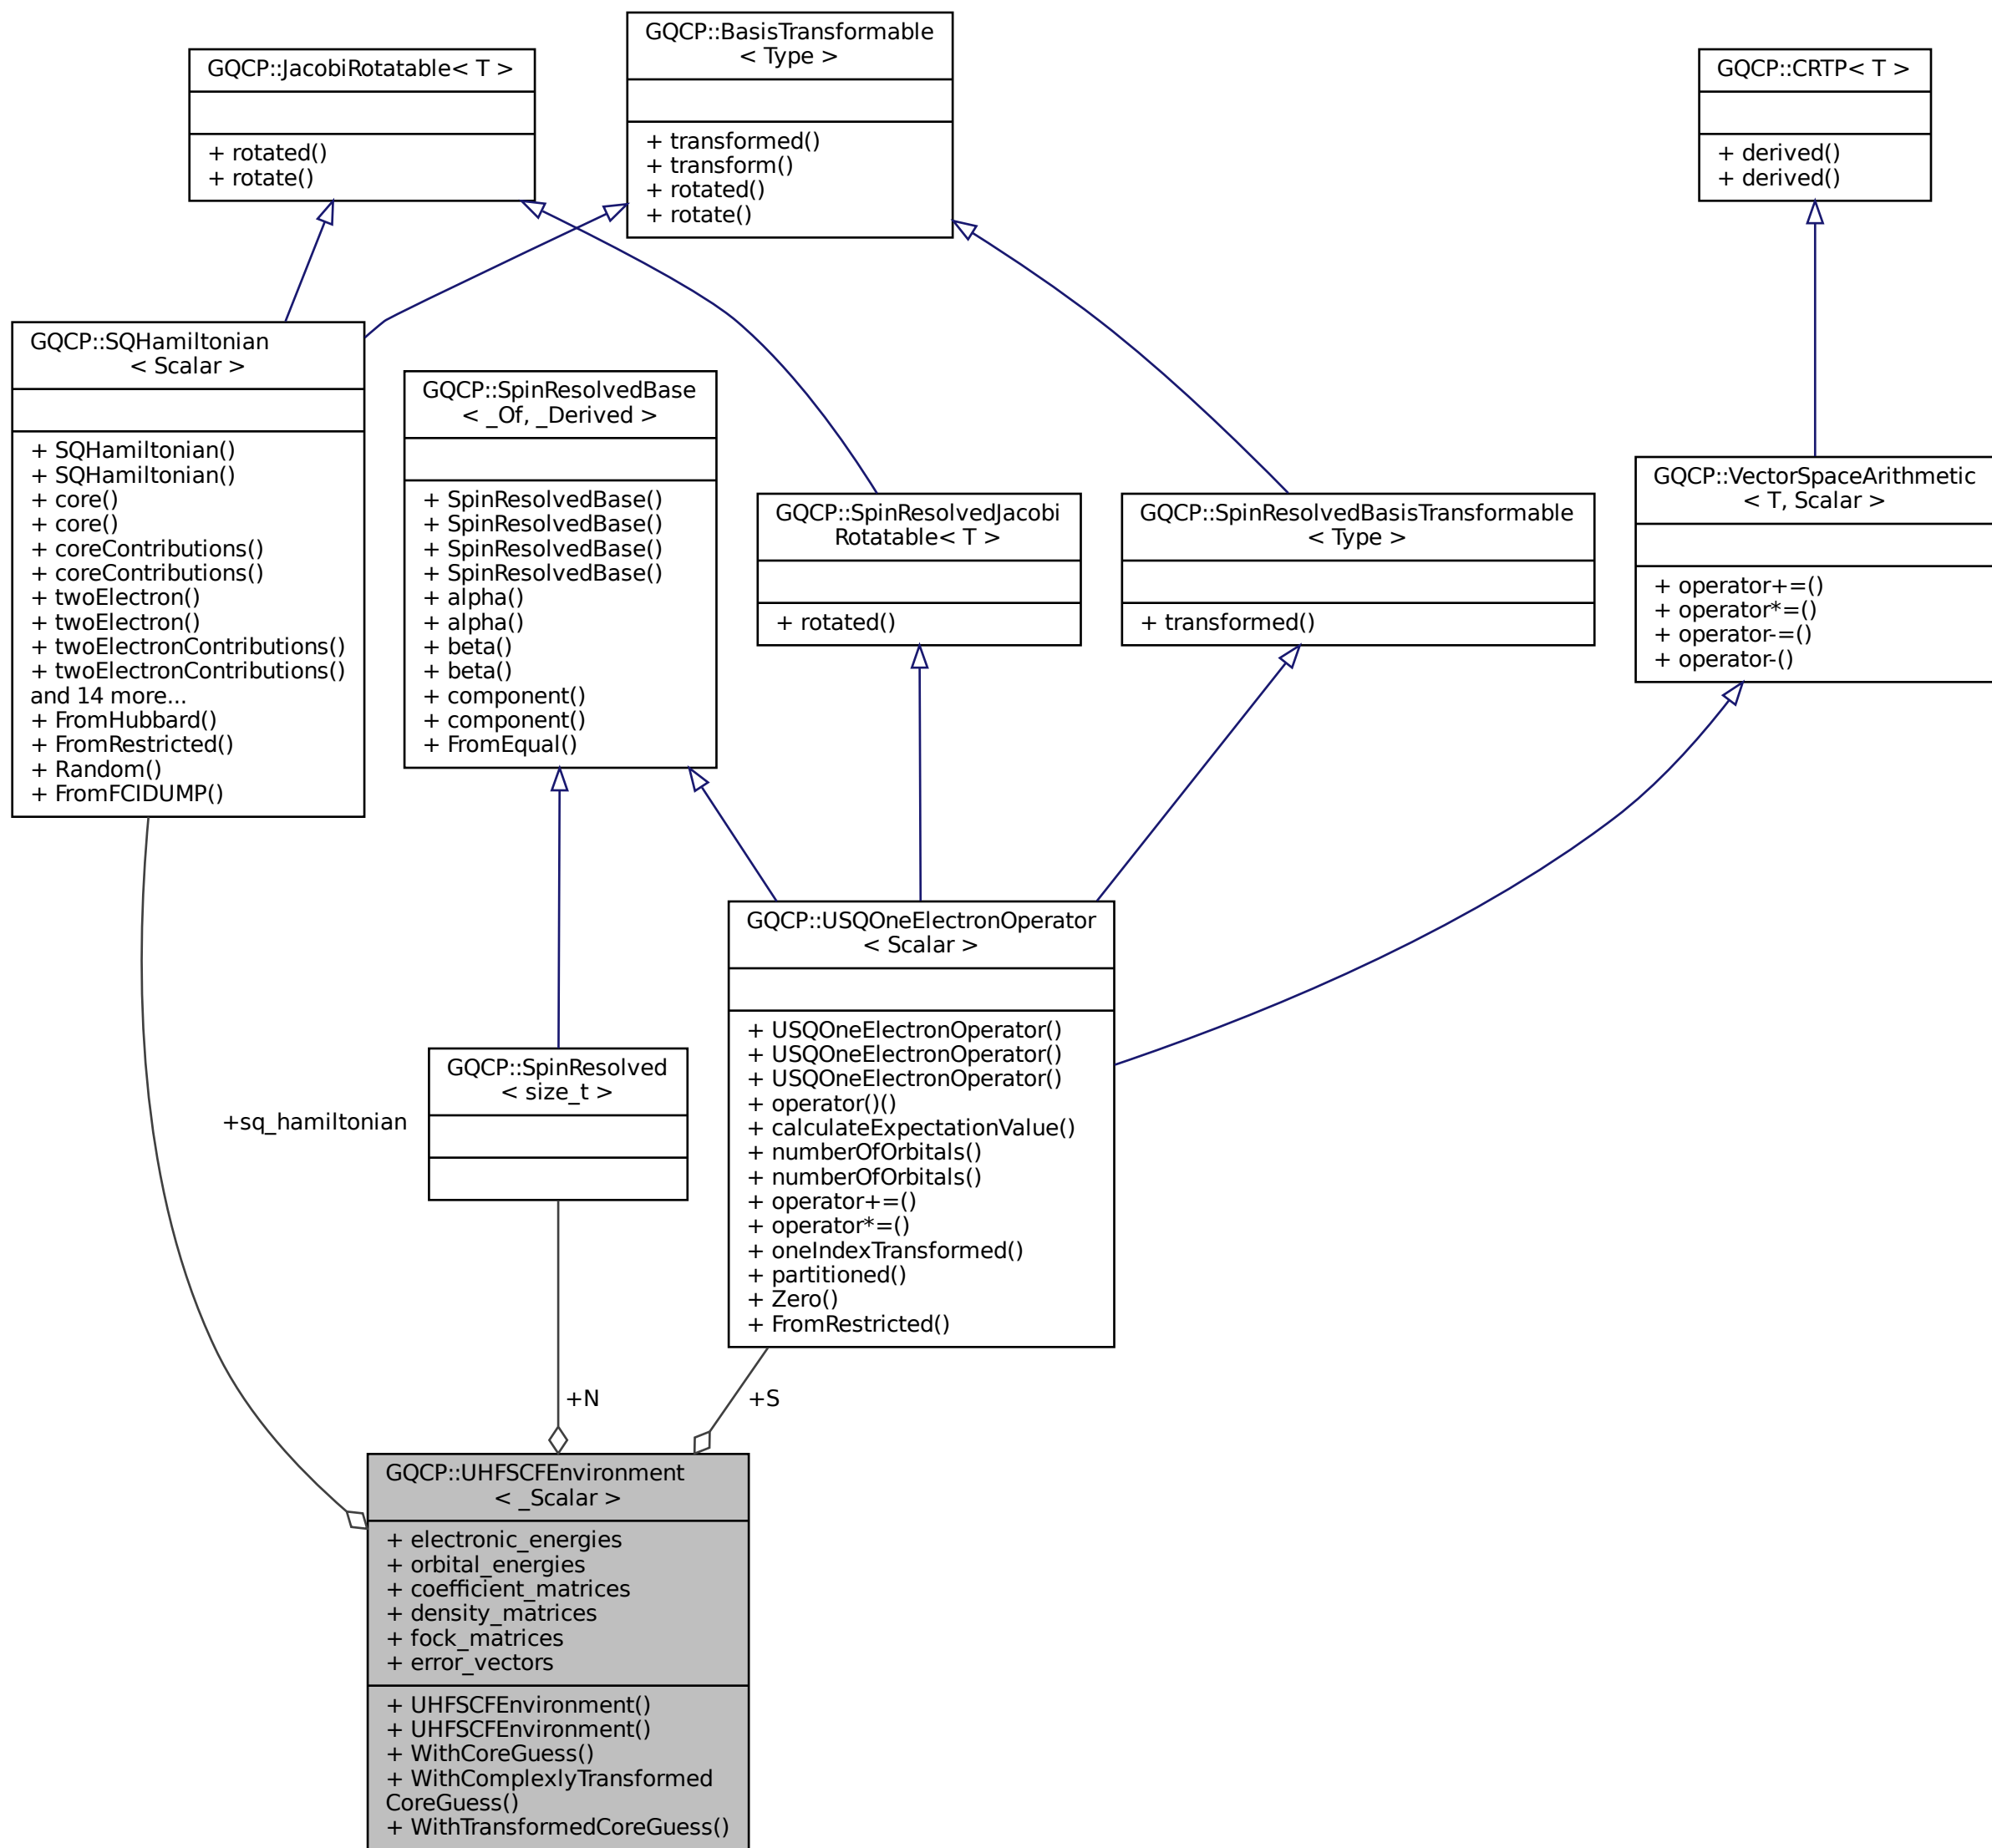 GQCP::JacobiRotatable< T >
+ rotated()
+ rotate()
GQCP::BasisTransformable
< Type >
+ transformed()
+ transform()
+ rotated()
+ rotate()
GQCP::CRTP< T >
+ derived()
+ derived()
GQCP::SQHamiltonian
< Scalar >
+ SQHamiltonian()
+ SQHamiltonian()
+ core()
+ core()
+ coreContributions()
+ coreContributions()
+ twoElectron()
+ twoElectron()
+ twoElectronContributions()
+ twoElectronContributions()
and 14 more...
+ FromHubbard()
+ FromRestricted()
+ Random()
+ FromFCIDUMP()
GQCP::SpinResolvedBase
< _Of, _Derived >
+ SpinResolvedBase()
+ SpinResolvedBase()
+ SpinResolvedBase()
+ SpinResolvedBase()
+ alpha()
+ alpha()
+ beta()
+ beta()
+ component()
+ component()
+ FromEqual()
GQCP::SpinResolvedJacobi
Rotatable< T >
+ rotated()
GQCP::SpinResolvedBasisTransformable
< Type >
+ transformed()
GQCP::VectorSpaceArithmetic
< T, Scalar >
+ operator+=()
+ operator*=()
+ operator-=()
+ operator-()
GQCP::USQOneElectronOperator
< Scalar >
+ USQOneElectronOperator()
+ USQOneElectronOperator()
+ USQOneElectronOperator()
+ operator()()
+ calculateExpectationValue()
+ numberOfOrbitals()
+ numberOfOrbitals()
+ operator+=()
+ operator*=()
+ oneIndexTransformed()
+ partitioned()
+ Zero()
+ FromRestricted()
GQCP::SpinResolved
< size_t >
+sq_hamiltonian
+N
+S
GQCP::UHFSCFEnvironment
< _Scalar >
+ electronic_energies
+ orbital_energies
+ coefficient_matrices
+ density_matrices
+ fock_matrices
+ error_vectors
+ UHFSCFEnvironment()
+ UHFSCFEnvironment()
+ WithCoreGuess()
+ WithComplexlyTransformed
CoreGuess()
+ WithTransformedCoreGuess()